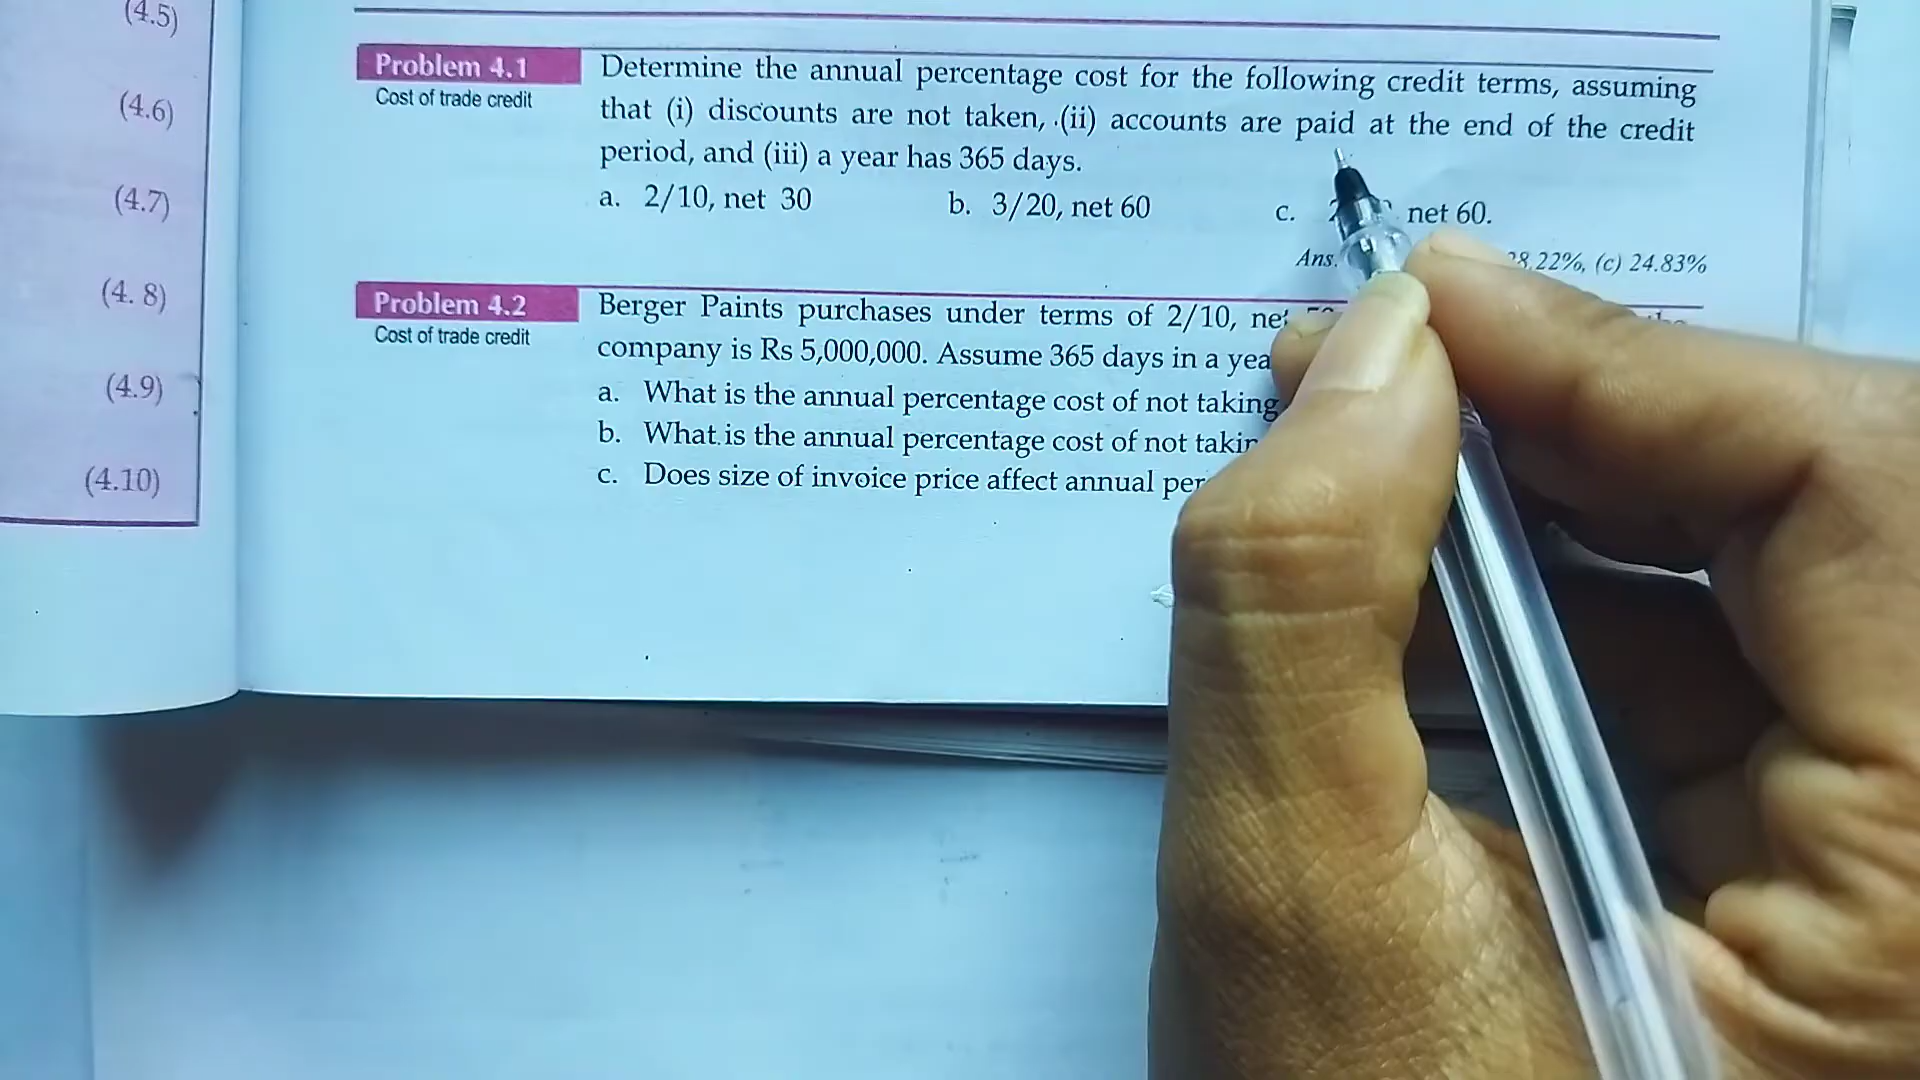 (4.5)
(4.6)
(4.7)
(4. 8)
(4.9)
(4.10)
Problem 4.1
Cost of trade credit
Determine the annual percentage cost for the following credit terms, assuming
that (i) discounts are not taken, (ii) accounts are paid at the end of the credit
period, and (iii) a year has 365 days.
a. 2/10, net 30 b. 3/20, net 60 c. net 60.
Ans. 28.22%, (c) 24.83%
Problem 4.2
Cost of trade credit
Berger Paints purchases under terms of 2/10, net
company is Rs 5,000,000. Assume 365 days in a
a. What is the annual percentage cost of not taking
b. What is the annual percentage cost of not
c. Does size of invoice price affect annual